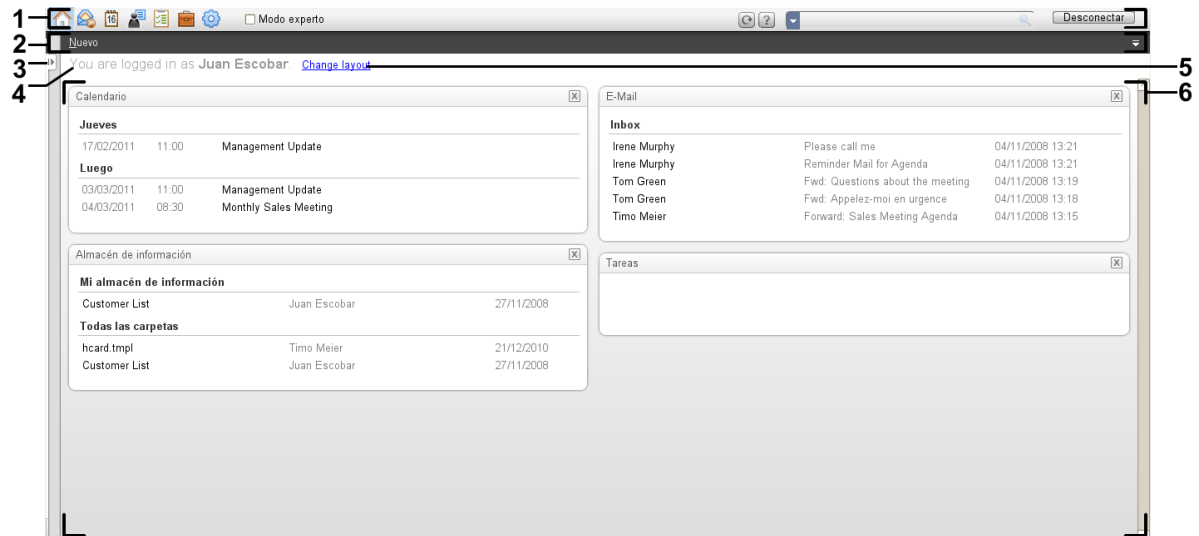 1
16
Modo experto
?
Desconectar
2
Nuevo
3
4
You are logged in as Juan Escobar. Change layout
5
6
Calendario X
Jueves
17/02/2011 11:00 Management Update
Luego
03/03/2011 11:00 Management Update
04/03/2011 08:30 Monthly Sales Meeting
E-Mail X
Inbox
Irene Murphy Please call me 04/11/2008 13:21
Irene Murphy Reminder Mail for Agenda 04/11/2008 13:21
Tom Green Fwd: Questions about the meeting 04/11/2008 13:19
Tom Green Fwd: Appelez-moi en urgence 04/11/2008 13:18
Timo Meier Forward: Sales Meeting Agenda 04/11/2008 13:15
Almacén de información X
Mi almacén de información
Customer List Juan Escobar 27/11/2008
Todas las carpetas
hcard.tmpl Timo Meier 21/12/2010
Customer List Juan Escobar 27/11/2008
Tareas X